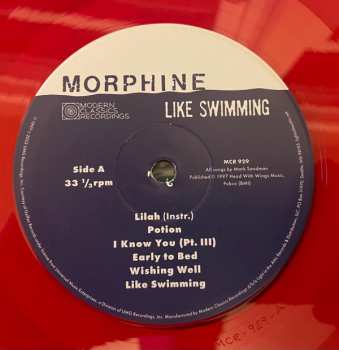 MORPHINE
LIKE SWIMMING
MODERN
CLASSICS
RECORDINGS
Side A
33 ⅓ rpm
MCR 929
All songs by Mark Sandman
Published © 1997 Head With Wings Music,
Pubco (BMI)
Lilah (Instr.)
Potion
I Know You (Pt. III)
Early to Bed
Wishing Well
Like Swimming
MCR-929-A